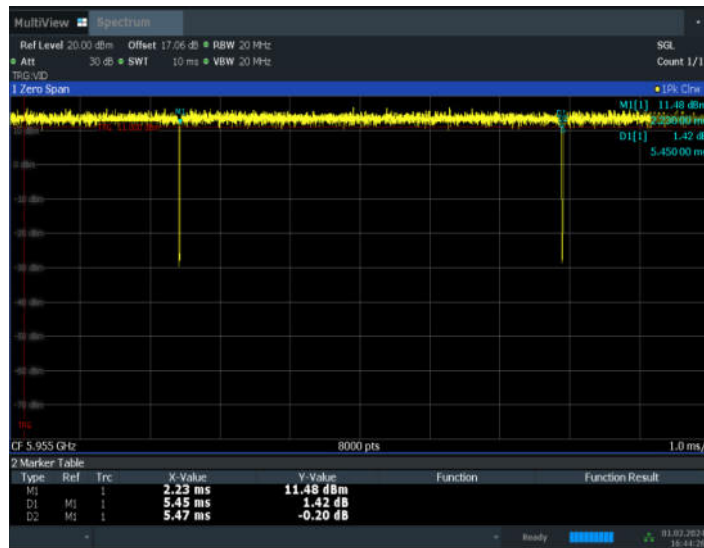 MultiView Spectrum
Ref Level 20.00 dBm Offset 17.06 dB RBW 20 MHz SGL
Att 30 dB SWT 10 ms VBW 20 MHz Count 1/1
TRG:VID
1 Zero Span 1Pk Clrw
M1[1] 11.48 dBm
D1[1] 1.42 dB
5.45000 ms
CF 5.955 GHz 8000 pts 1.0 ms/
2 Marker Table
Type Ref Trc X-Value Y-Value Function Function Result
M1 1 2.23 ms 11.48 dBm
D1 M1 1 5.45 ms 1.42 dB
D2 M1 1 5.47 ms -0.20 dB
Ready